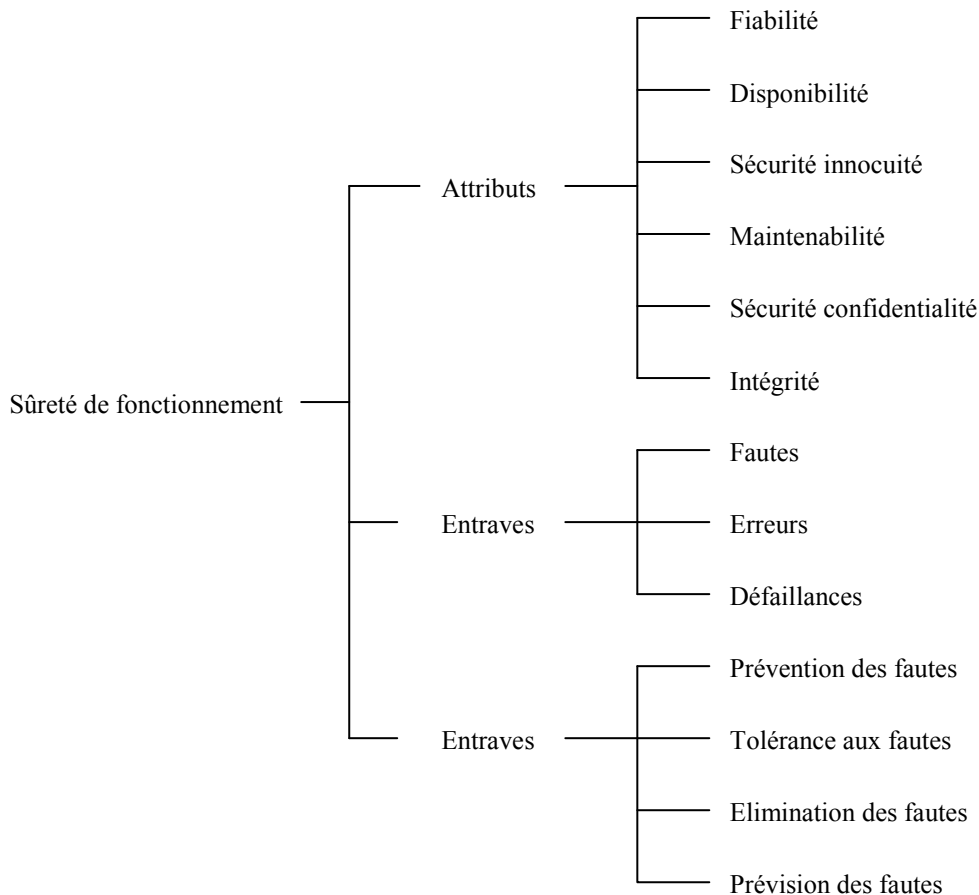 Fiabilité
Disponibilité
Sécurité innocuité
Attributs
Maintenabilité
Sécurité confidentialité
Intégrité
Sûreté de fonctionnement
Fautes
Entraves
Erreurs
Défaillances
Prévention des fautes
Entraves
Tolérance aux fautes
Elimination des fautes
Prévision des fautes